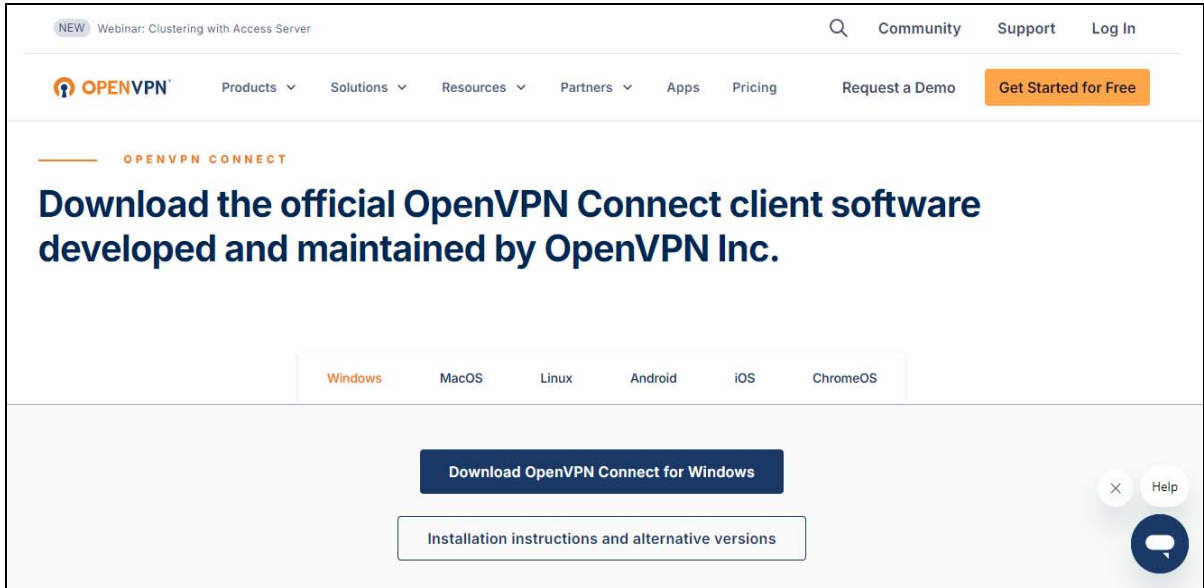 NEW Webinar: Clustering with Access Server
Community Support Log In
OPENVPN® Products Solutions Resources Partners Apps Pricing Request a Demo Get Started for Free
OPENVPN CONNECT
Download the official OpenVPN Connect client software
developed and maintained by OpenVPN Inc.
Windows MacOS Linux Android iOS ChromeOS
Download OpenVPN Connect for Windows
Help
Installation instructions and alternative versions